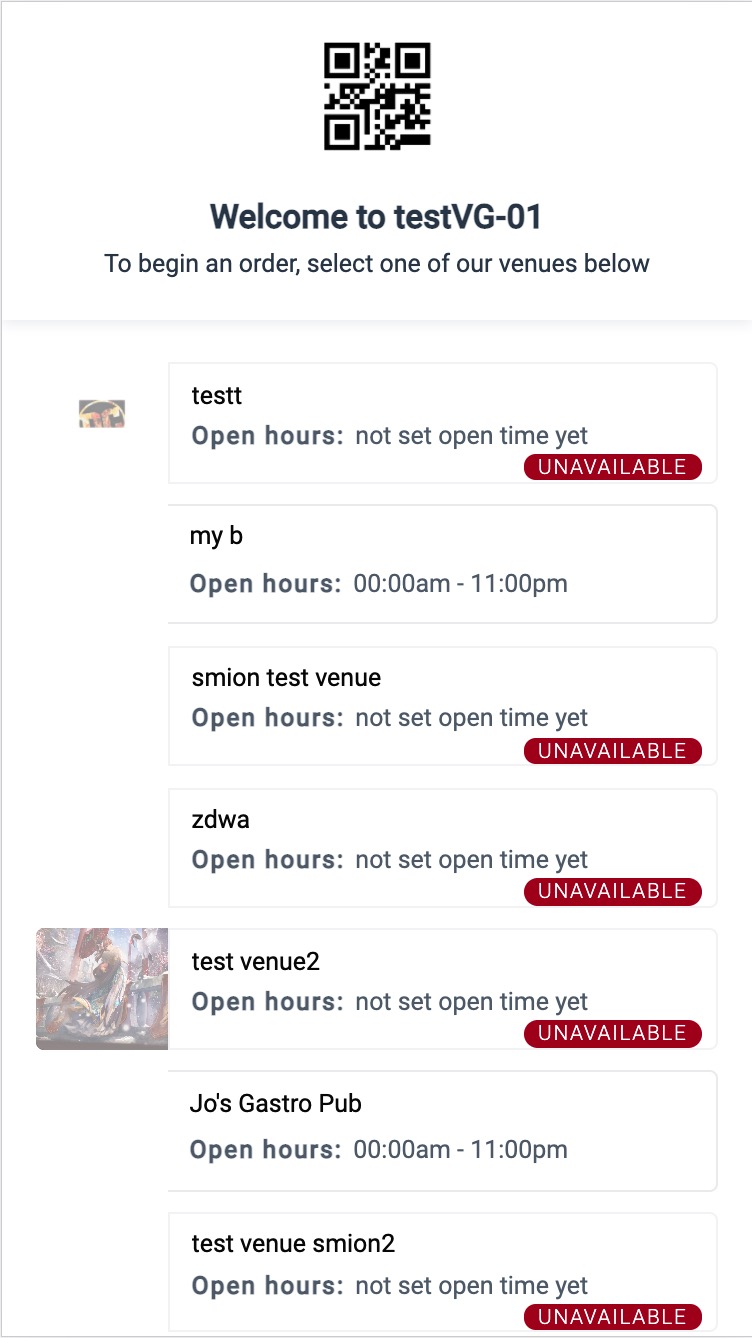 Welcome to testVG-01
To begin an order, select one of our venues below
testt
Open hours: not set open time yet
UNAVAILABLE
my b
Open hours: 00:00am - 11:00pm
smion test venue
Open hours: not set open time yet
UNAVAILABLE
zdwa
Open hours: not set open time yet
UNAVAILABLE
test venue2
Open hours: not set open time yet
UNAVAILABLE
Jo's Gastro Pub
Open hours: 00:00am - 11:00pm
test venue smion2
Open hours: not set open time yet
UNAVAILABLE